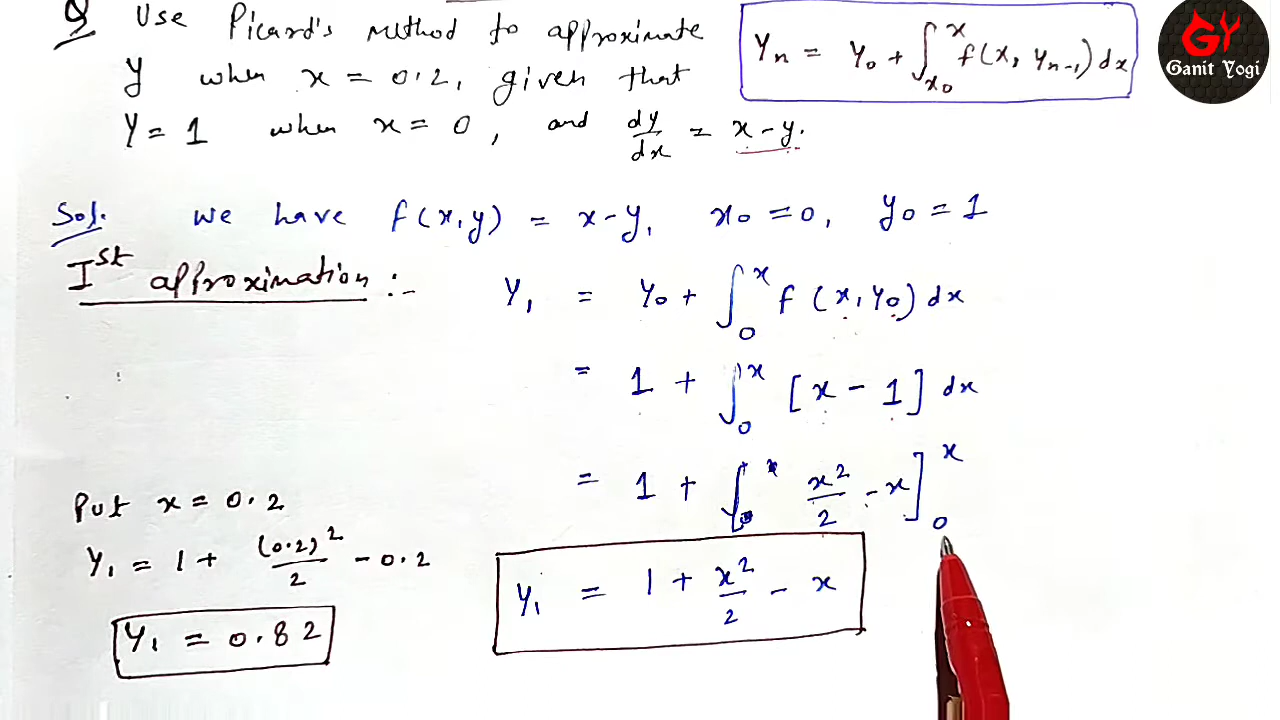 Q Use Picard's method to approximate
y when x = 0.2, given that
y = 1 when x = 0, and dy/dx = x - y.
Yn = Y0 + ∫_{x0}^{x} f(x, Yn-1) dx
GY
Ganit Yogi
Sol. We have f(x,y) = x-y, x0 = 0, y0 = 1
Ist approximation :-
Y1 = Y0 + ∫_0^x f(x, Y0) dx
= 1 + ∫_0^x [x - 1] dx
= 1 + [x²/2 - x]_0^x
Y1 = 1 + x²/2 - x
Put x = 0.2
Y1 = 1 + (0.2)²/2 - 0.2
Y1 = 0.82